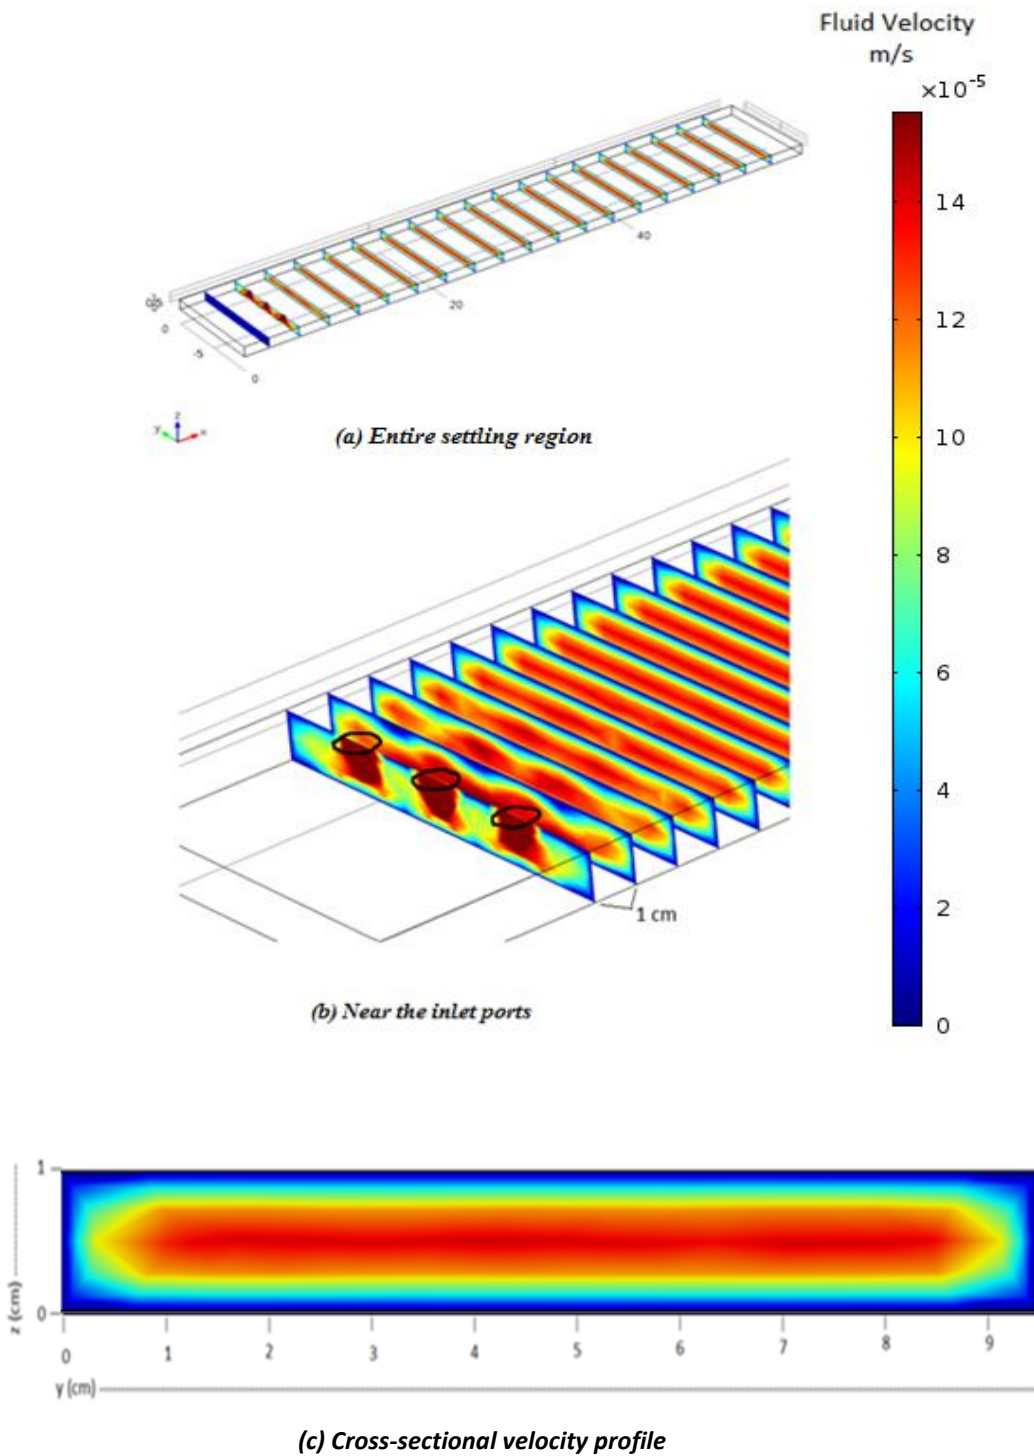 Fluid Velocity
m/s
×10⁻⁵
14
12
10
8
6
4
2
0
40
20
0
-5
0
z
y
x
(a) Entire settling region
1 cm
(b) Near the inlet ports
1
0
z (cm)
0 1 2 3 4 5 6 7 8 9
y (cm)
(c) Cross-sectional velocity profile